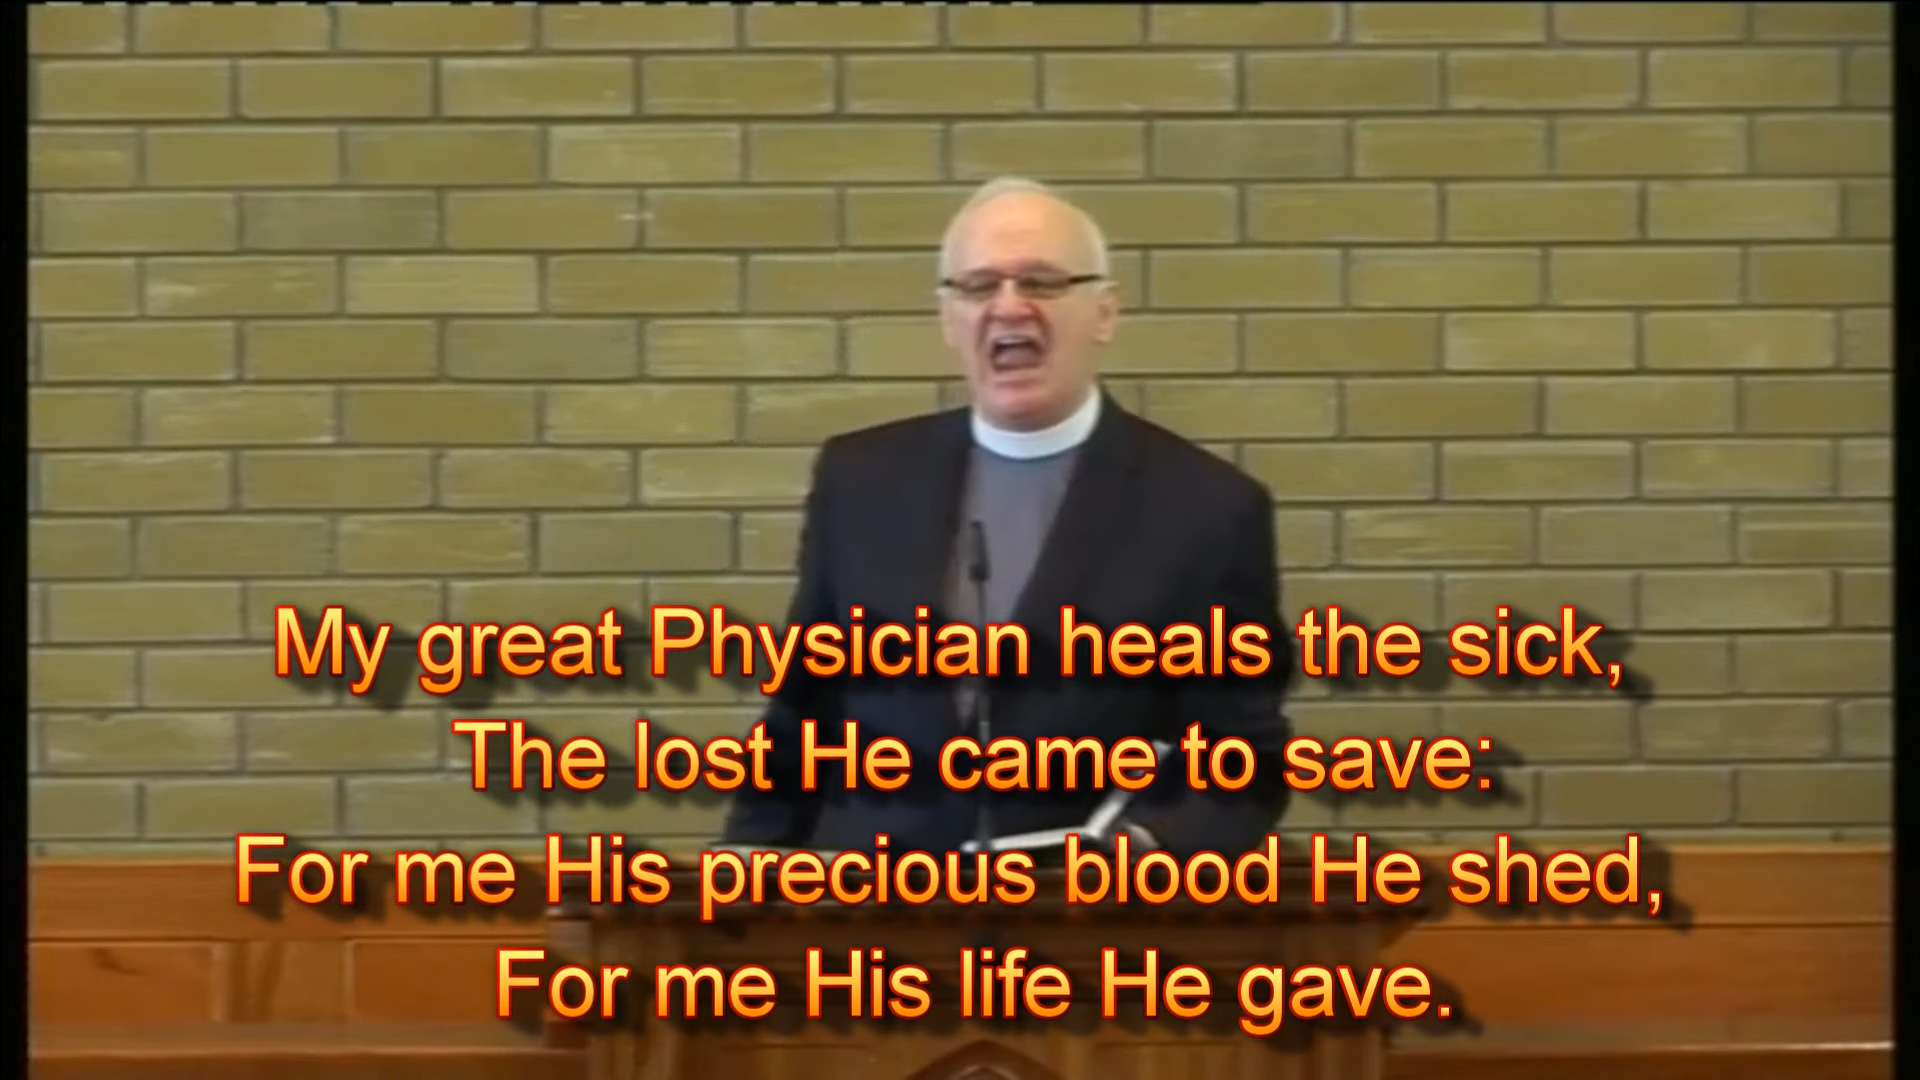 My great Physician heals the sick,
The lost He came to save:
For me His precious blood He shed,
For me His life He gave.